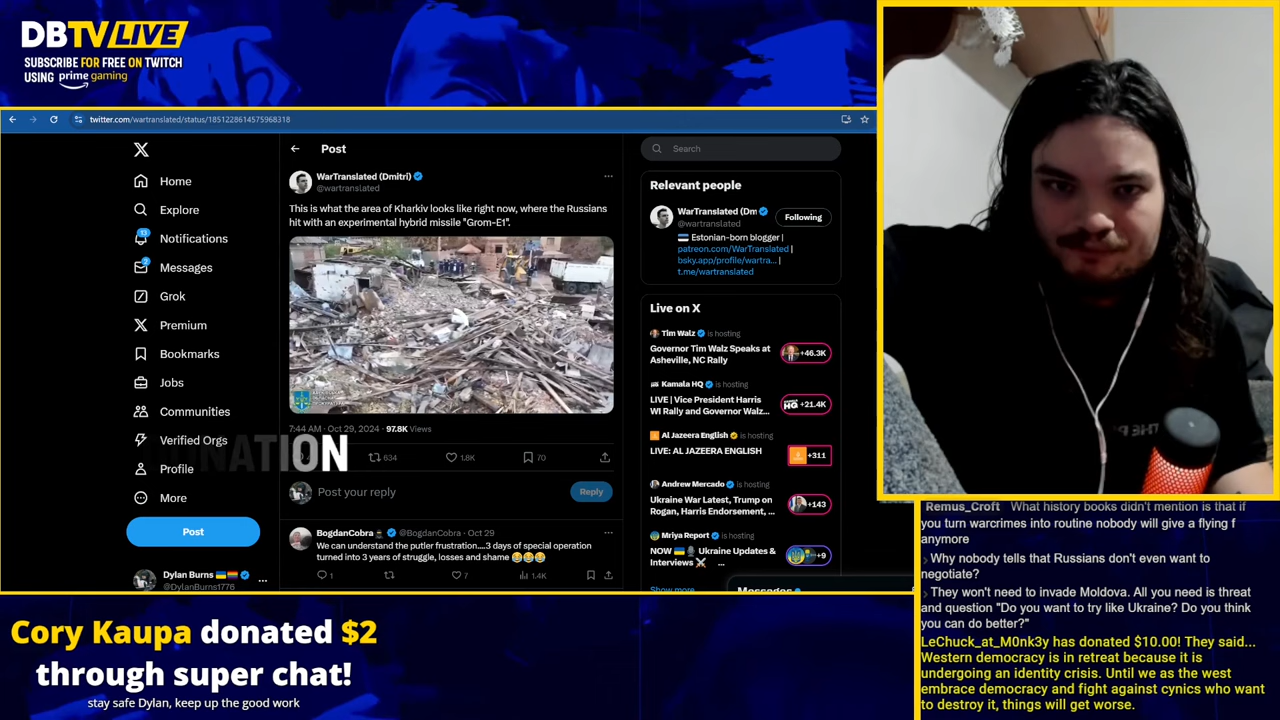 DBTV LIVE
SUBSCRIBE FOR FREE ON TWITCH
USING prime gaming
twitter.com/wartranslated/status/1851228614575968318
Home
Explore
13
Notifications
2
Messages
Grok
Premium
Bookmarks
Jobs
Communities
Verified Orgs
Profile
More
Post
Dylan Burns
@DylanBurns1776
Post
WarTranslated (Dmitri)
@wartranslated
This is what the area of Kharkiv looks like right now, where the Russians
hit with an experimental hybrid missile "Grom-E1".
7:44 AM · Oct 29, 2024 · 97.8K Views
634
1.8K
70
Post your reply
Reply
BogdanCobra @BogdanCobra · Oct 29
We can understand the putler frustration....3 days of special operation
turned into 3 years of struggle, losses and shame
1
7
1.4K
Search
Relevant people
WarTranslated (Dm
@wartranslated
Following
Estonian-born blogger |
patreon.com/WarTranslated |
bsky.app/profile/wartra... |
t.me/wartranslated
Live on X
Tim Walz is hosting
Governor Tim Walz Speaks at
Asheville, NC Rally
+46.3K
Kamala HQ is hosting
LIVE | Vice President Harris
WI Rally and Governor Walz...
HQ +21.4K
Al Jazeera English is hosting
LIVE: AL JAZEERA ENGLISH
+311
Andrew Mercado is hosting
Ukraine War Latest, Trump on
Rogan, Harris Endorsement, ...
+143
Mriya Report is hosting
NOW Ukraine Updates &
Interviews ...
+9
Show more
Messages
Cory Kaupa donated $2
through super chat!
stay safe Dylan, keep up the good work
Remus_Croft What history books didn't mention is that if
you turn warcrimes into routine nobody will give a flying f
anymore
Why nobody tells that Russians don't even want to
negotiate?
They won't need to invade Moldova. All you need is threat
and question "Do you want to try like Ukraine? Do you think
you can do better?"
LeChuck_at_M0nk3y has donated $10.00! They said...
Western democracy is in retreat because it is
undergoing an identity crisis. Until we as the west
embrace democracy and fight against cynics who want
to destroy it, things will get worse.